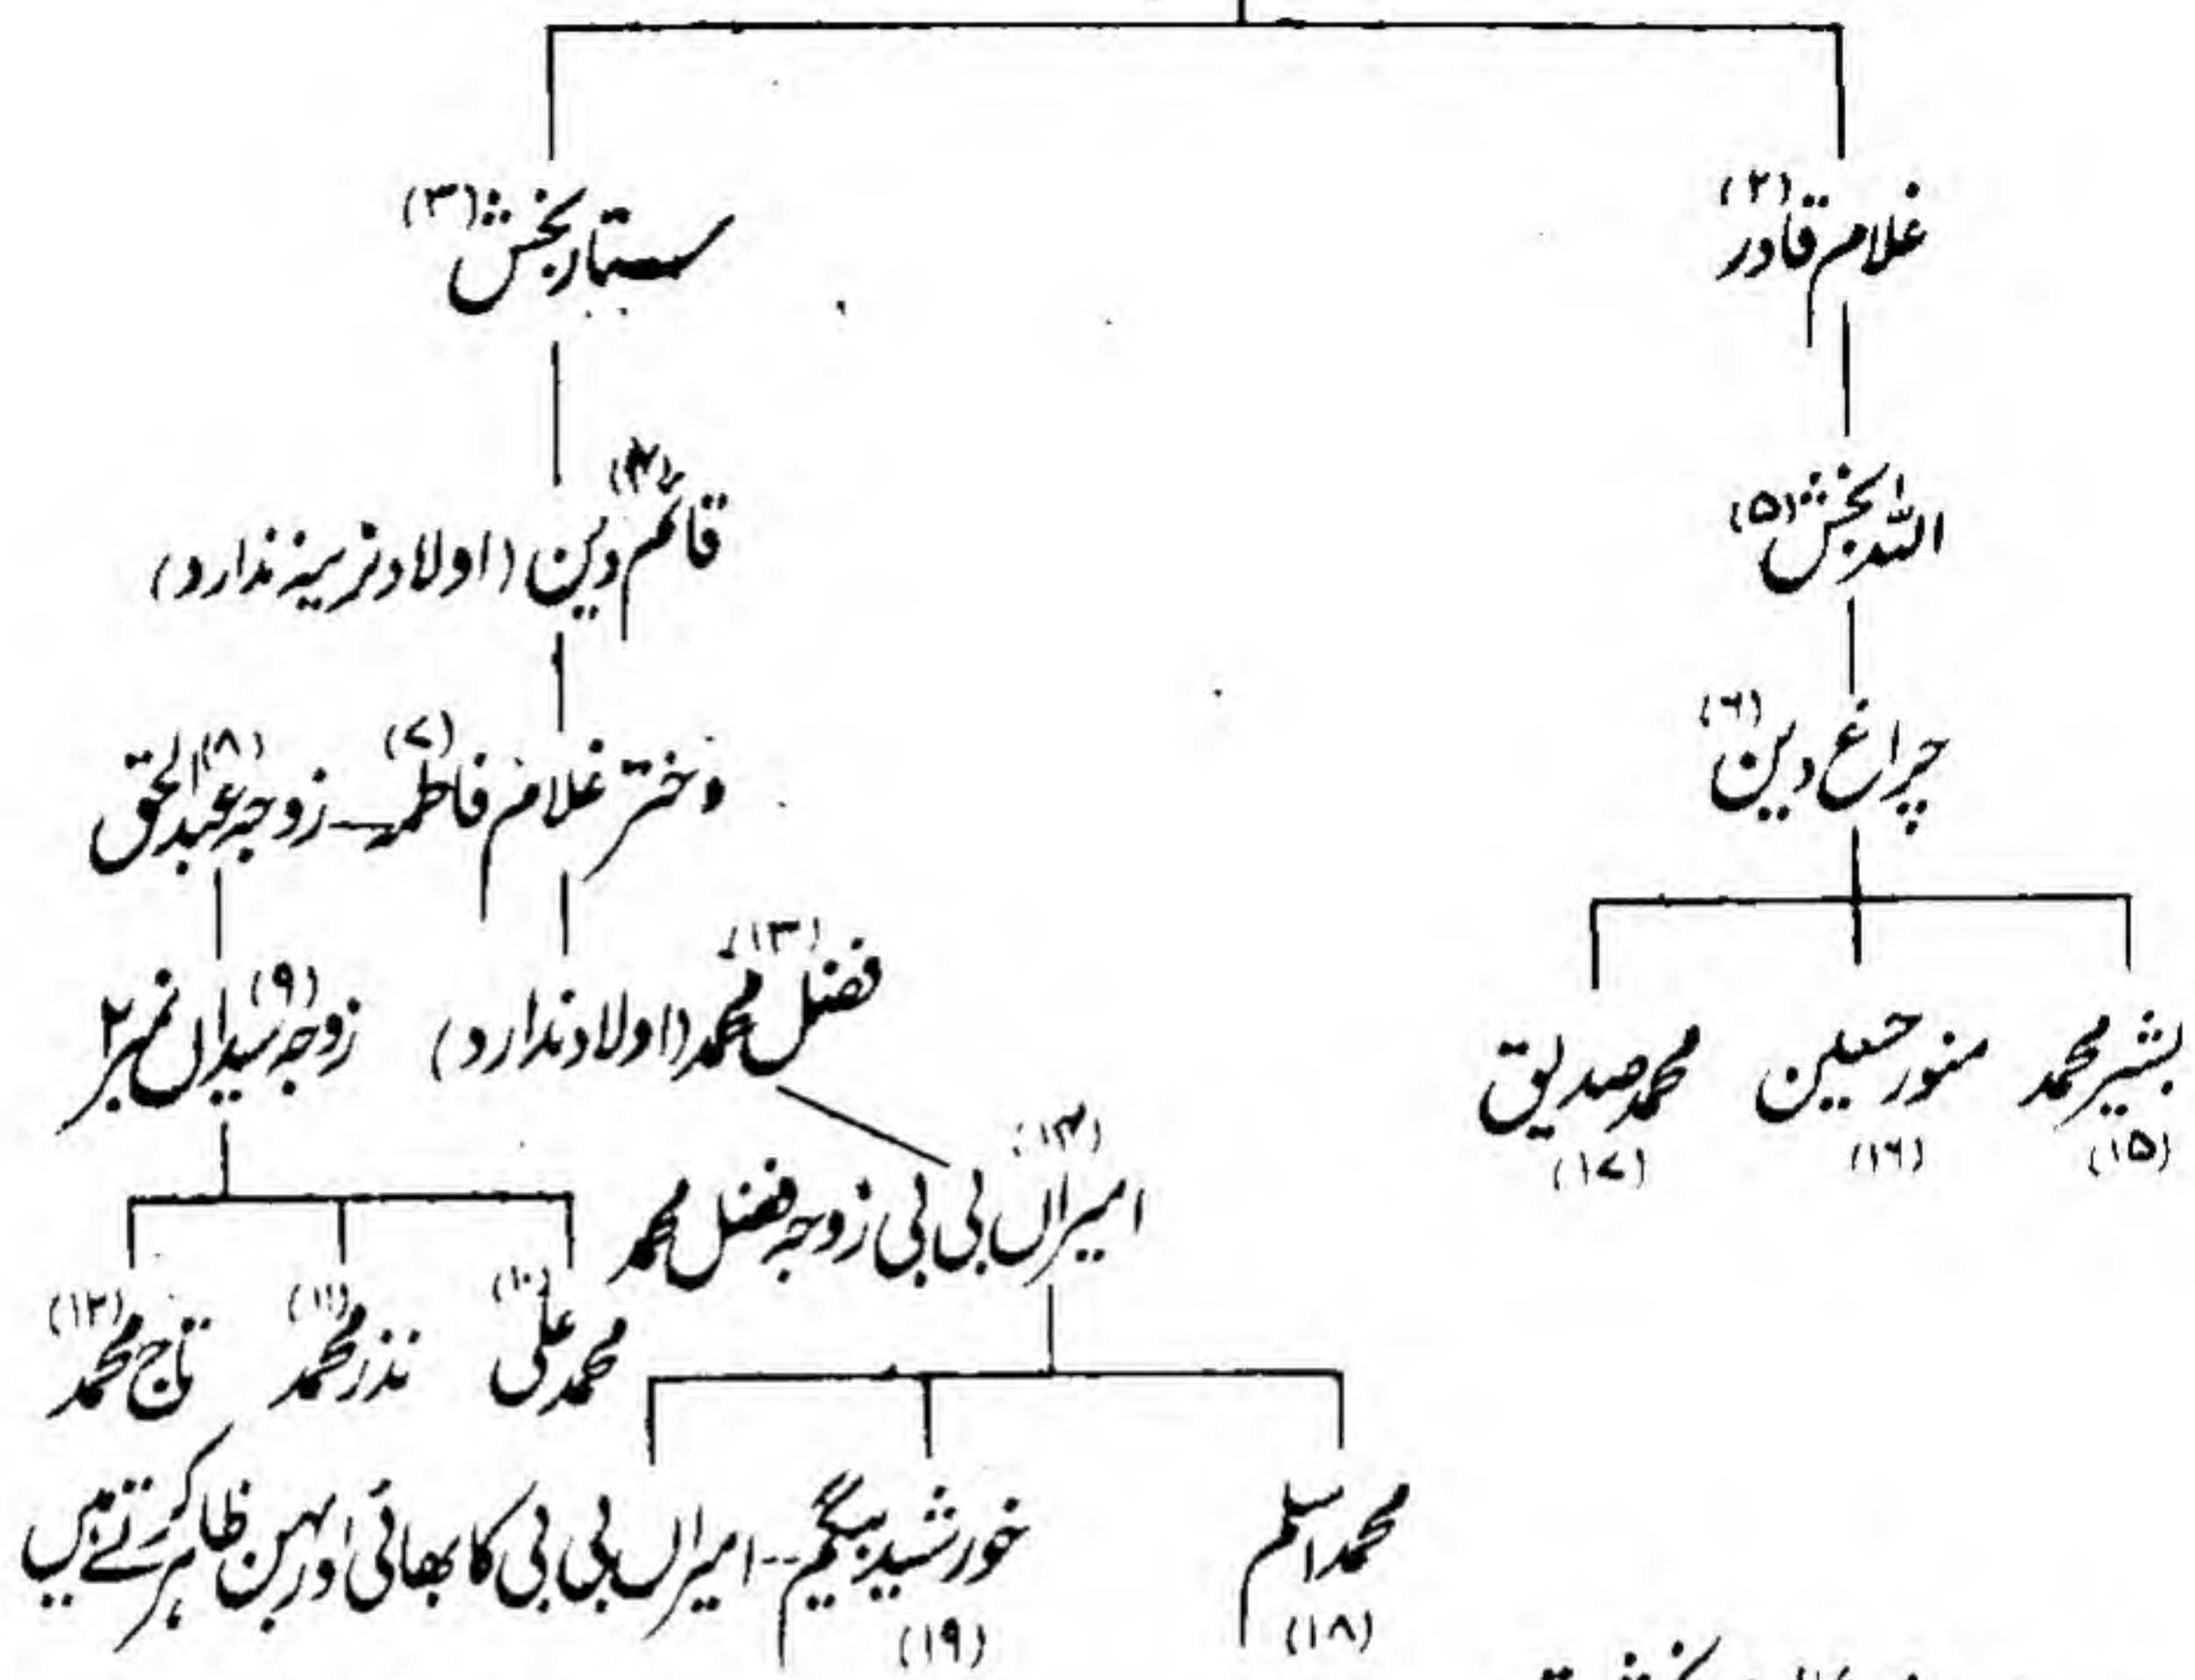 غلام قادر (۲) ستار بخش (۳)
اللہ بخش (۵) قائم دین (۴) (اولاد نرینہ ندارد)
چراغ دین (۶) دختر غلام فاطمہ (۷) — زوجہ عبدالحق (۸)
بشیر محمد (۱۵) منور حسین (۱۶) محمد صدیق (۱۷)
فضل محمد (۱۳) (اولاد ندارد) زوجہ سیداں نمبر ۲ (۹)
امیراں بی بی زوجہ فضل محمد (۱۴)
محمد علی (۱۰) نذر محمد (۱۱) تاج محمد (۱۲)
محمد اسلم (۱۸) خورشید بیگم (۱۹) -- امیراں بی بی کا بھائی اور بہن ظاہر کرتے ہیں